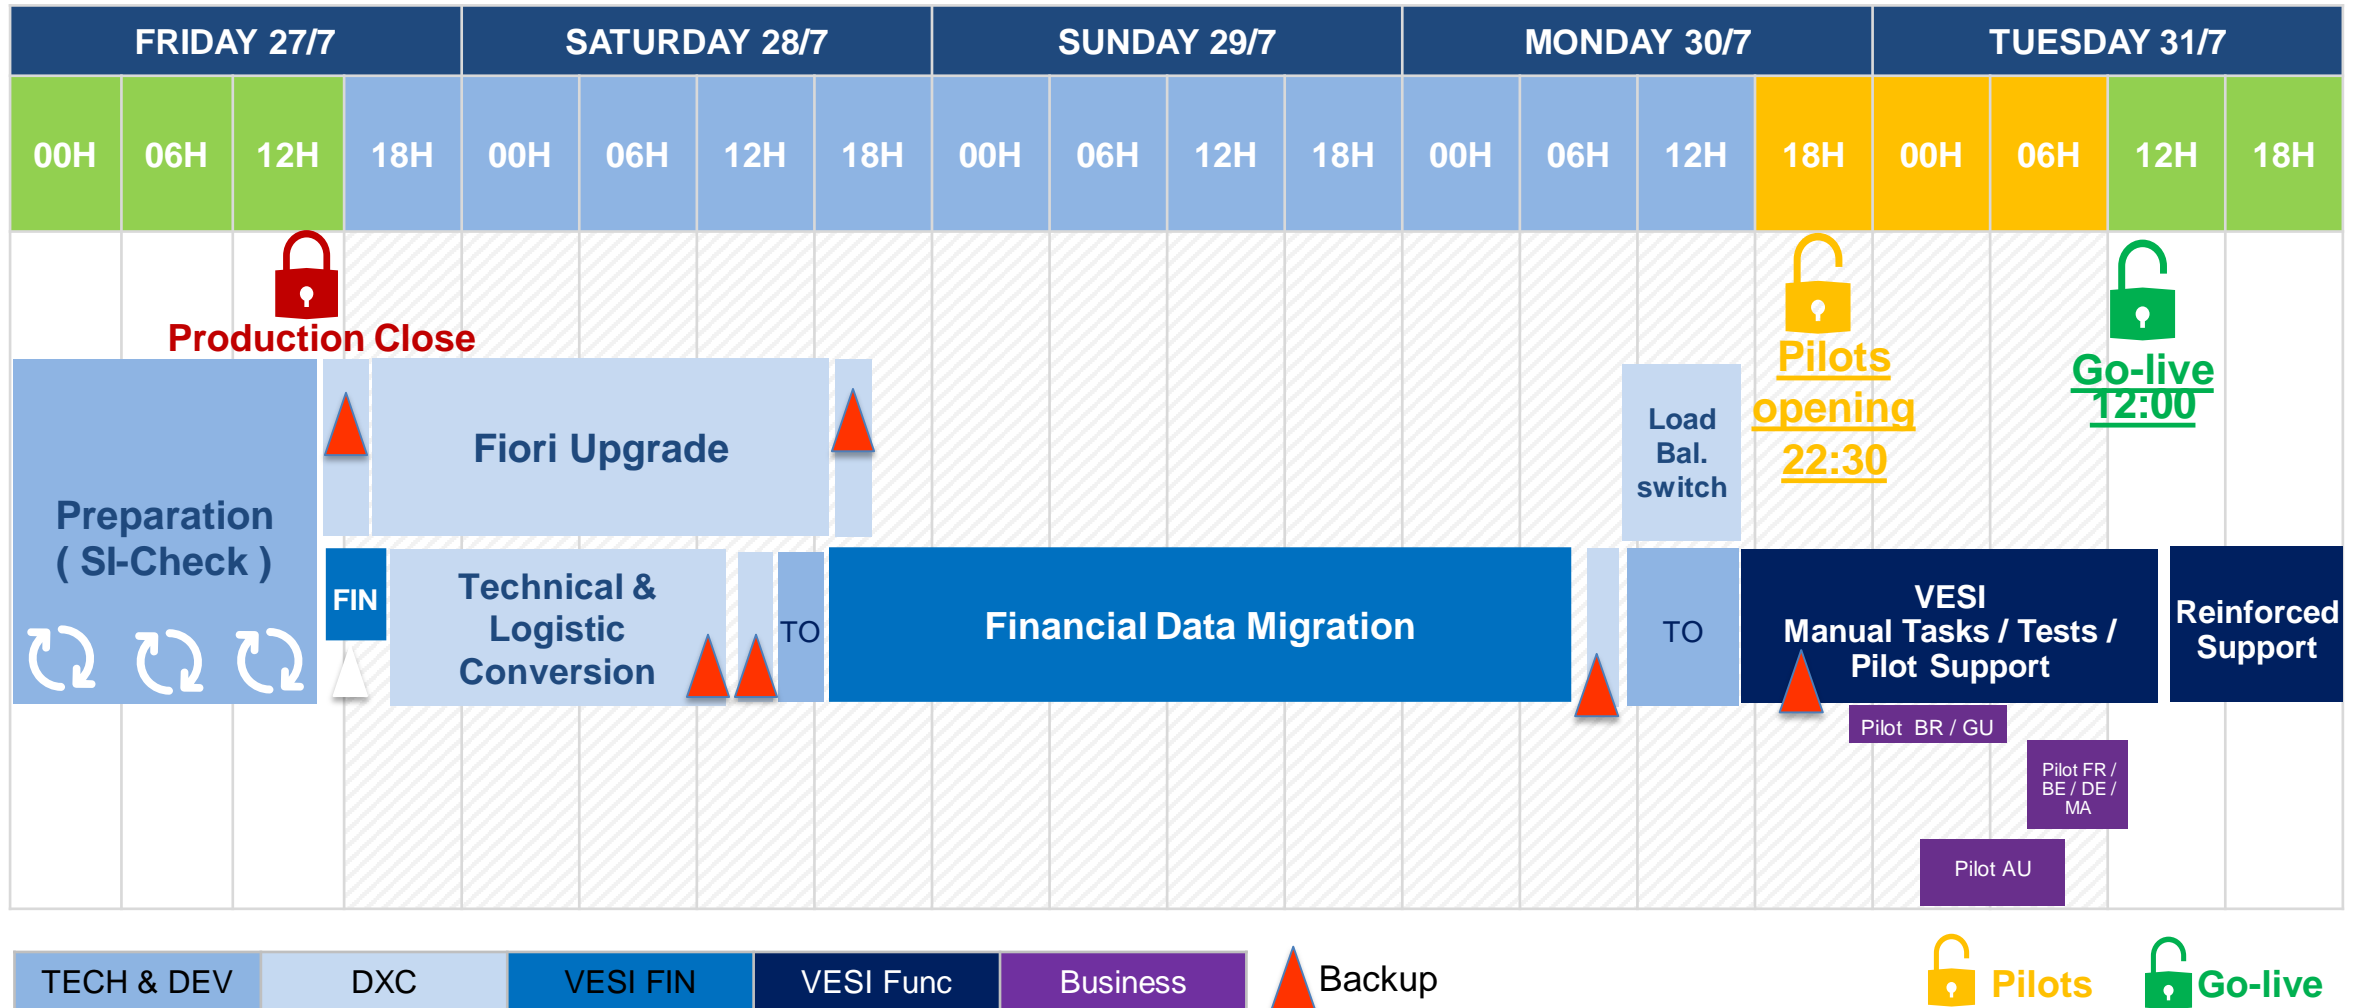 FRIDAY 27/7
SATURDAY 28/7
SUNDAY 29/7
MONDAY 30/7
TUESDAY 31/7
00H
06H
12H
18H
00H
06H
12H
18H
00H
06H
12H
18H
00H
06H
12H
18H
00H
06H
12H
18H
Production Close
Pilots
opening
22:30
Go-live
12:00
Preparation
( SI-Check )
Fiori Upgrade
Load
Bal.
switch
FIN
Technical &
Logistic
Conversion
TO
Financial Data Migration
TO
VESI
Manual Tasks / Tests /
Pilot Support
Reinforced
Support
Pilot BR / GU
Pilot FR /
BE / DE /
MA
Pilot AU
TECH & DEV
DXC
VESI FIN
VESI Func
Business
Backup
Pilots
Go-live